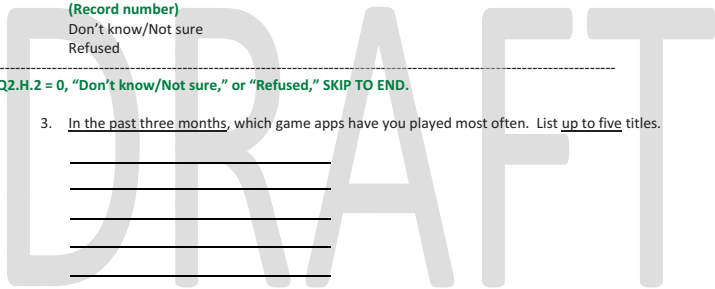 (Record number)
Don't know/Not sure
Refused
Q2.H.2 = 0, “Don’t know/Not sure,” or “Refused,” SKIP TO END.
3. In the past three months, which game apps have you played most often. List up to five titles.
DRAFT